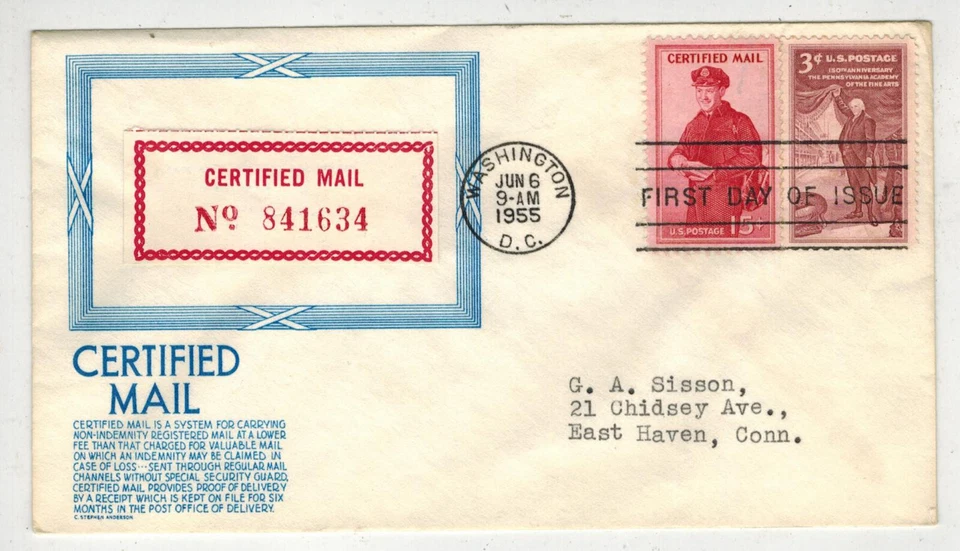 CERTIFIED MAIL
Nº 841634
WASHINGTON
JUN 6
9-AM
1955
D.C.
CERTIFIED MAIL
U.S. POSTAGE 15¢
3¢ U.S. POSTAGE
150TH ANNIVERSARY
THE PENNSYLVANIA ACADEMY
OF THE FINE ARTS
FIRST DAY OF ISSUE
G. A. Sisson,
21 Chidsey Ave.,
East Haven, Conn.
CERTIFIED
MAIL
CERTIFIED MAIL IS A SYSTEM FOR CARRYING
NON-INDEMNITY REGISTERED MAIL AT A LOWER
FEE THAN THAT CHARGED FOR VALUABLE MAIL
ON WHICH AN INDEMNITY MAY BE CLAIMED IN
CASE OF LOSS---SENT THROUGH REGULAR MAIL
CHANNELS WITHOUT SPECIAL SECURITY GUARD,
CERTIFIED MAIL PROVIDES PROOF OF DELIVERY
BY A RECEIPT WHICH IS KEPT ON FILE FOR SIX
MONTHS IN THE POST OFFICE OF DELIVERY.
C. STEPHEN ANDERSON